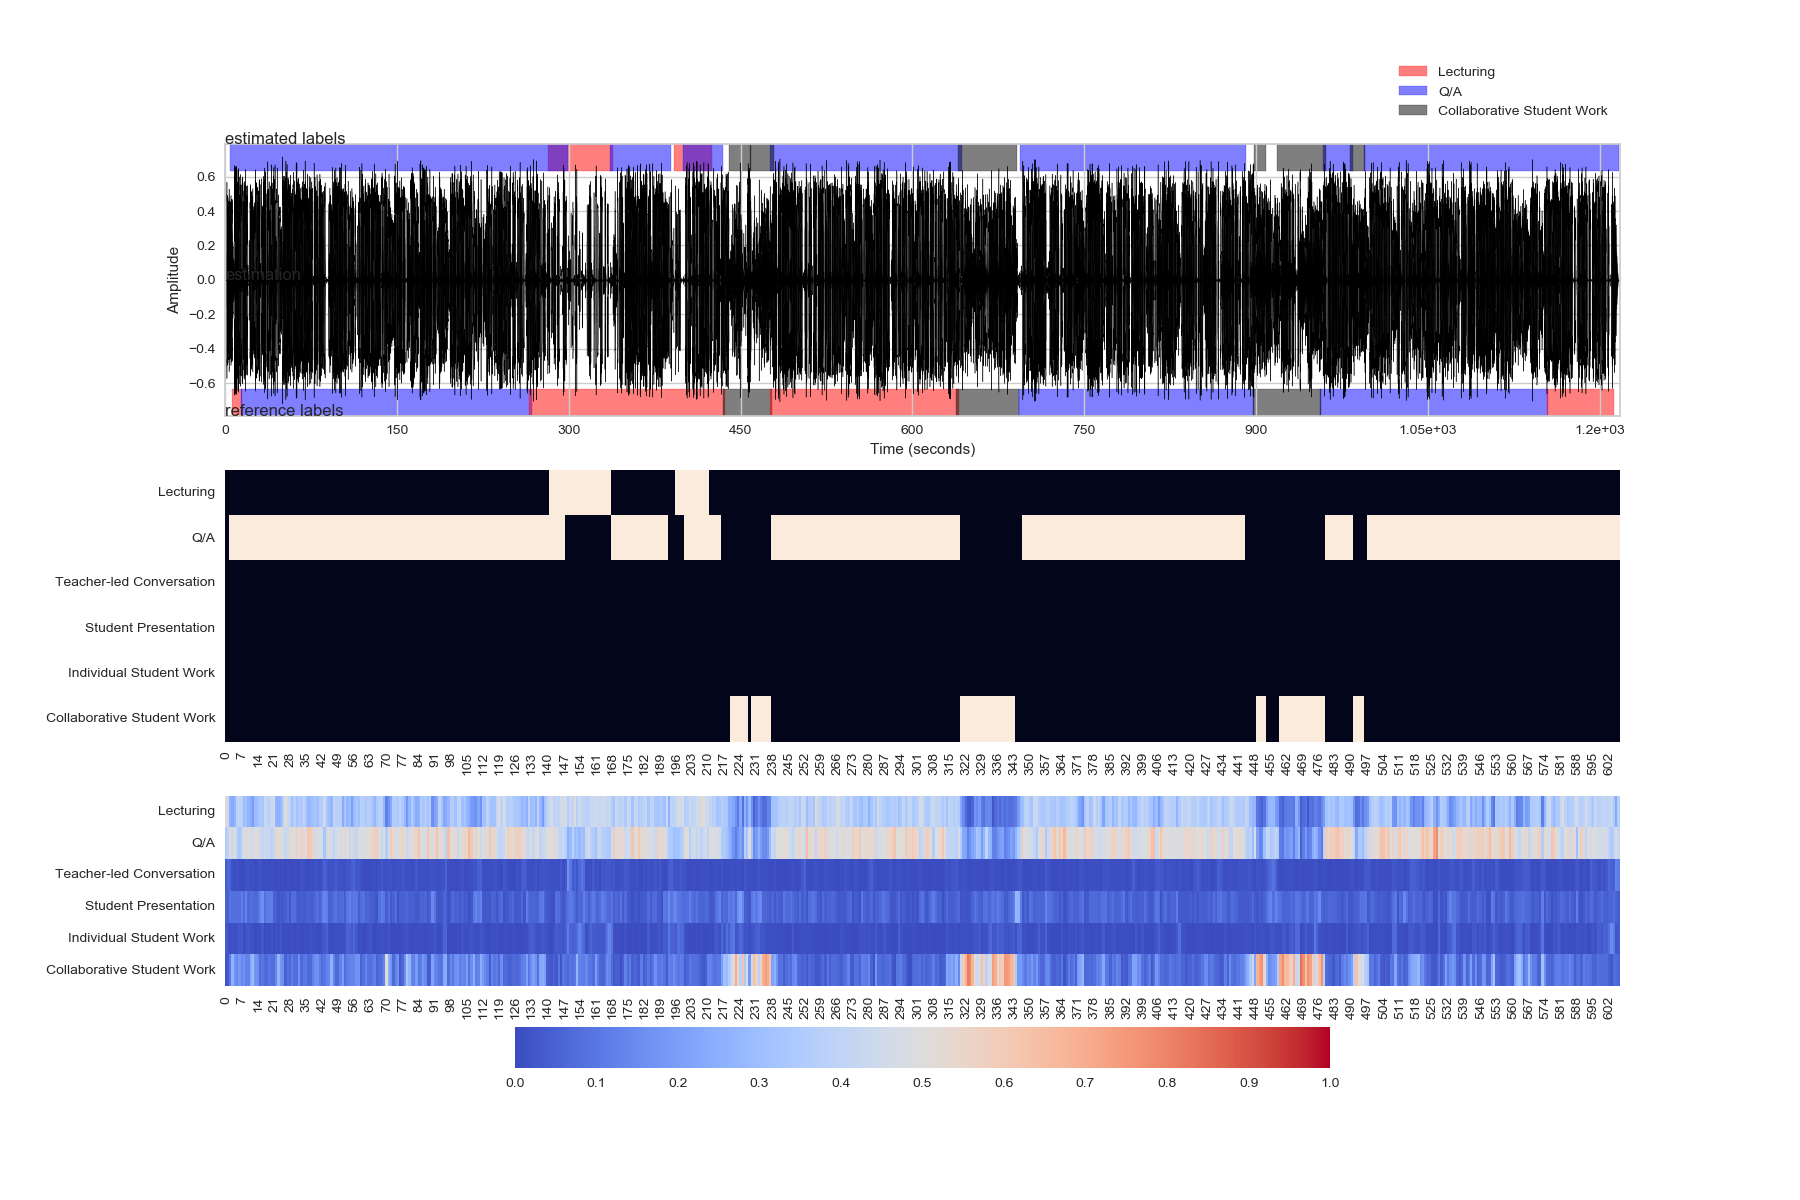 Lecturing
Q/A
Collaborative Student Work
estimated labels
0.6
0.4
0.2
0.0
−0.2
−0.4
−0.6
Amplitude
estimation
reference labels
0 150 300 450 600 750 900 1.05e+03 1.2e+03
Time (seconds)
Lecturing
Q/A
Teacher-led Conversation
Student Presentation
Individual Student Work
Collaborative Student Work
0 7 14 21 28 35 42 49 56 63 70 77 84 91 98 105 112 119 126 133 140 147 154 161 168 175 182 189 196 203 210 217 224 231 238 245 252 259 266 273 280 287 294 301 308 315 322 329 336 343 350 357 364 371 378 385 392 399 406 413 420 427 434 441 448 455 462 469 476 483 490 497 504 511 518 525 532 539 546 553 560 567 574 581 588 595 602
Lecturing
Q/A
Teacher-led Conversation
Student Presentation
Individual Student Work
Collaborative Student Work
0 7 14 21 28 35 42 49 56 63 70 77 84 91 98 105 112 119 126 133 140 147 154 161 168 175 182 189 196 203 210 217 224 231 238 245 252 259 266 273 280 287 294 301 308 315 322 329 336 343 350 357 364 371 378 385 392 399 406 413 420 427 434 441 448 455 462 469 476 483 490 497 504 511 518 525 532 539 546 553 560 567 574 581 588 595 602
0.0 0.1 0.2 0.3 0.4 0.5 0.6 0.7 0.8 0.9 1.0